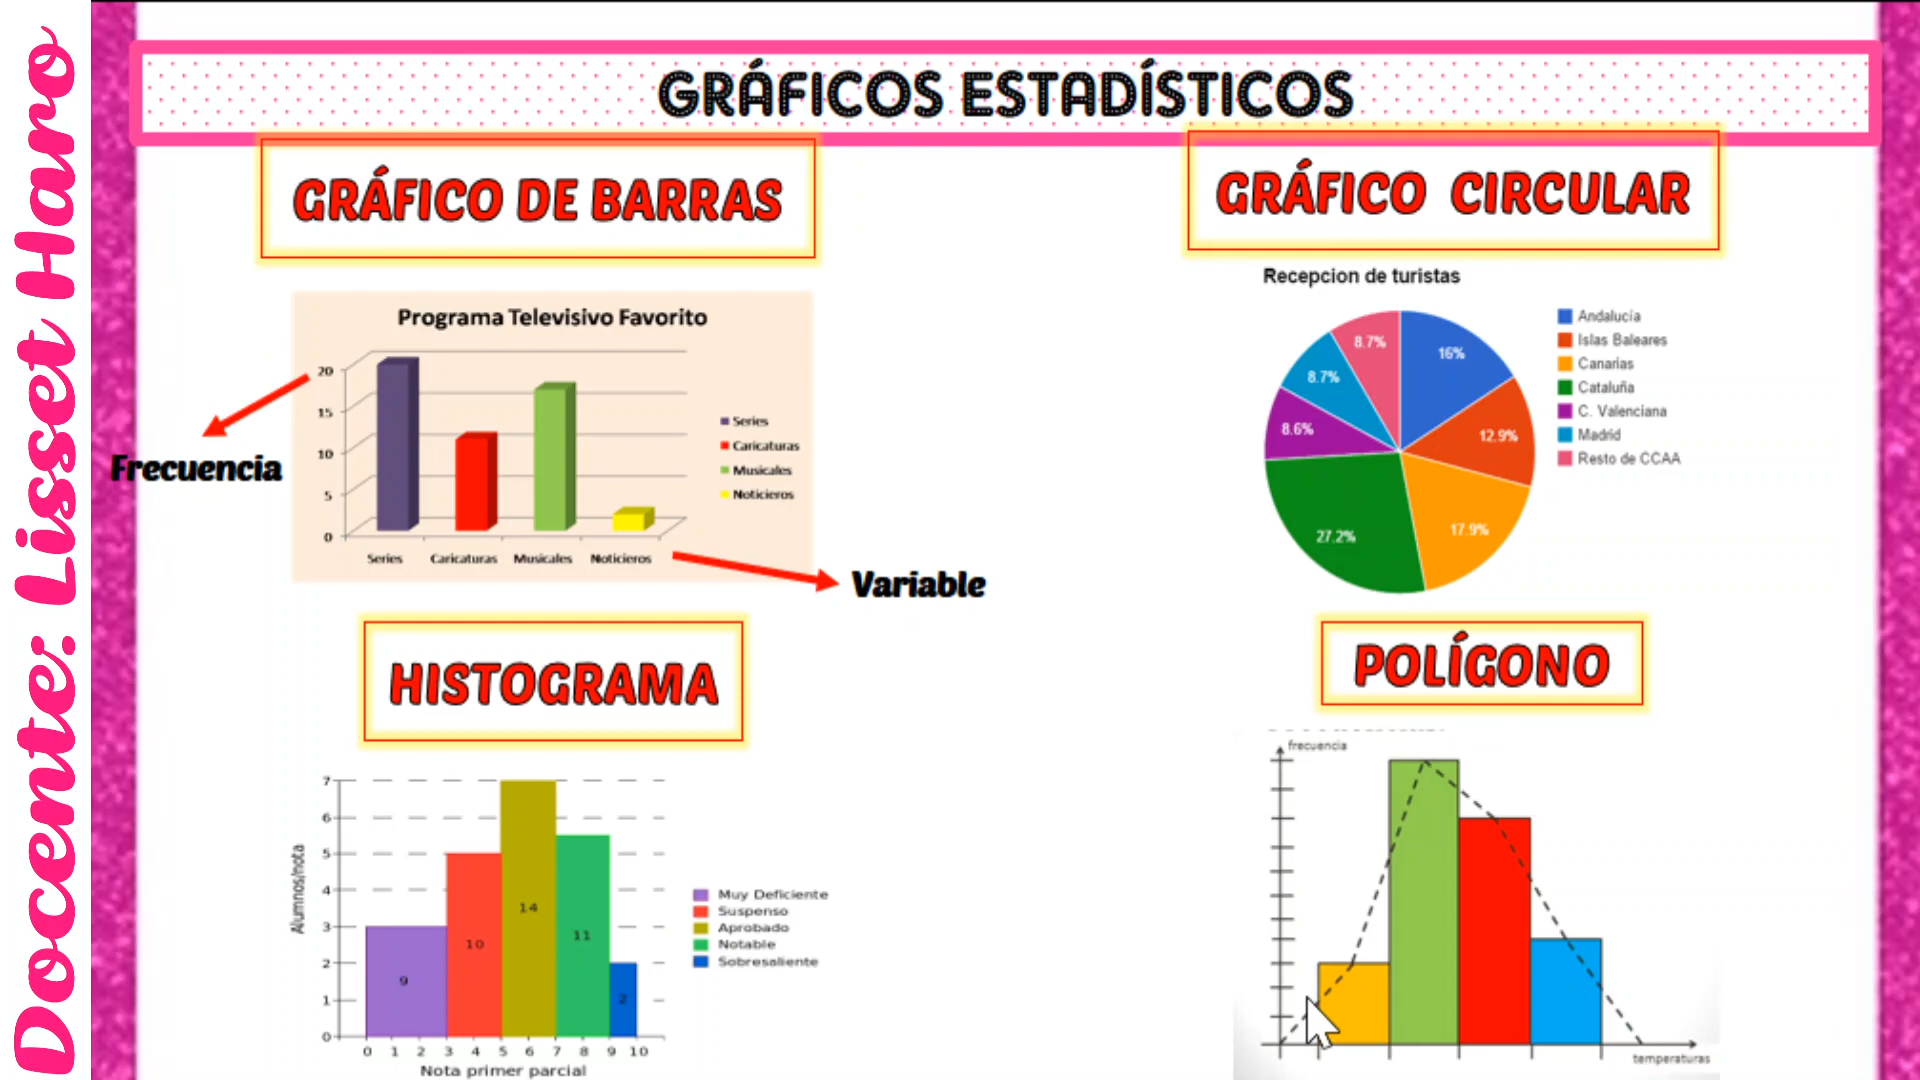 Docente: Lisset Haro
GRÁFICOS ESTADÍSTICOS
GRÁFICO DE BARRAS
Programa Televisivo Favorito
20
15
10
5
0
Series
Caricaturas
Musicales
Noticieros
Series Caricaturas Musicales Noticieros
Frecuencia
Variable
GRÁFICO CIRCULAR
Recepcion de turistas
8.7%
16%
8.7%
12.9%
8.6%
17.9%
27.2%
Andalucía
Islas Baleares
Canarias
Cataluña
C. Valenciana
Madrid
Resto de CCAA
HISTOGRAMA
Alumnos/nota
7
6
5
4
3
2
1
0
14
11
10
9
2
0 1 2 3 4 5 6 7 8 9 10
Nota primer parcial
Muy Deficiente
Suspenso
Aprobado
Notable
Sobresaliente
POLÍGONO
frecuencia
temperaturas